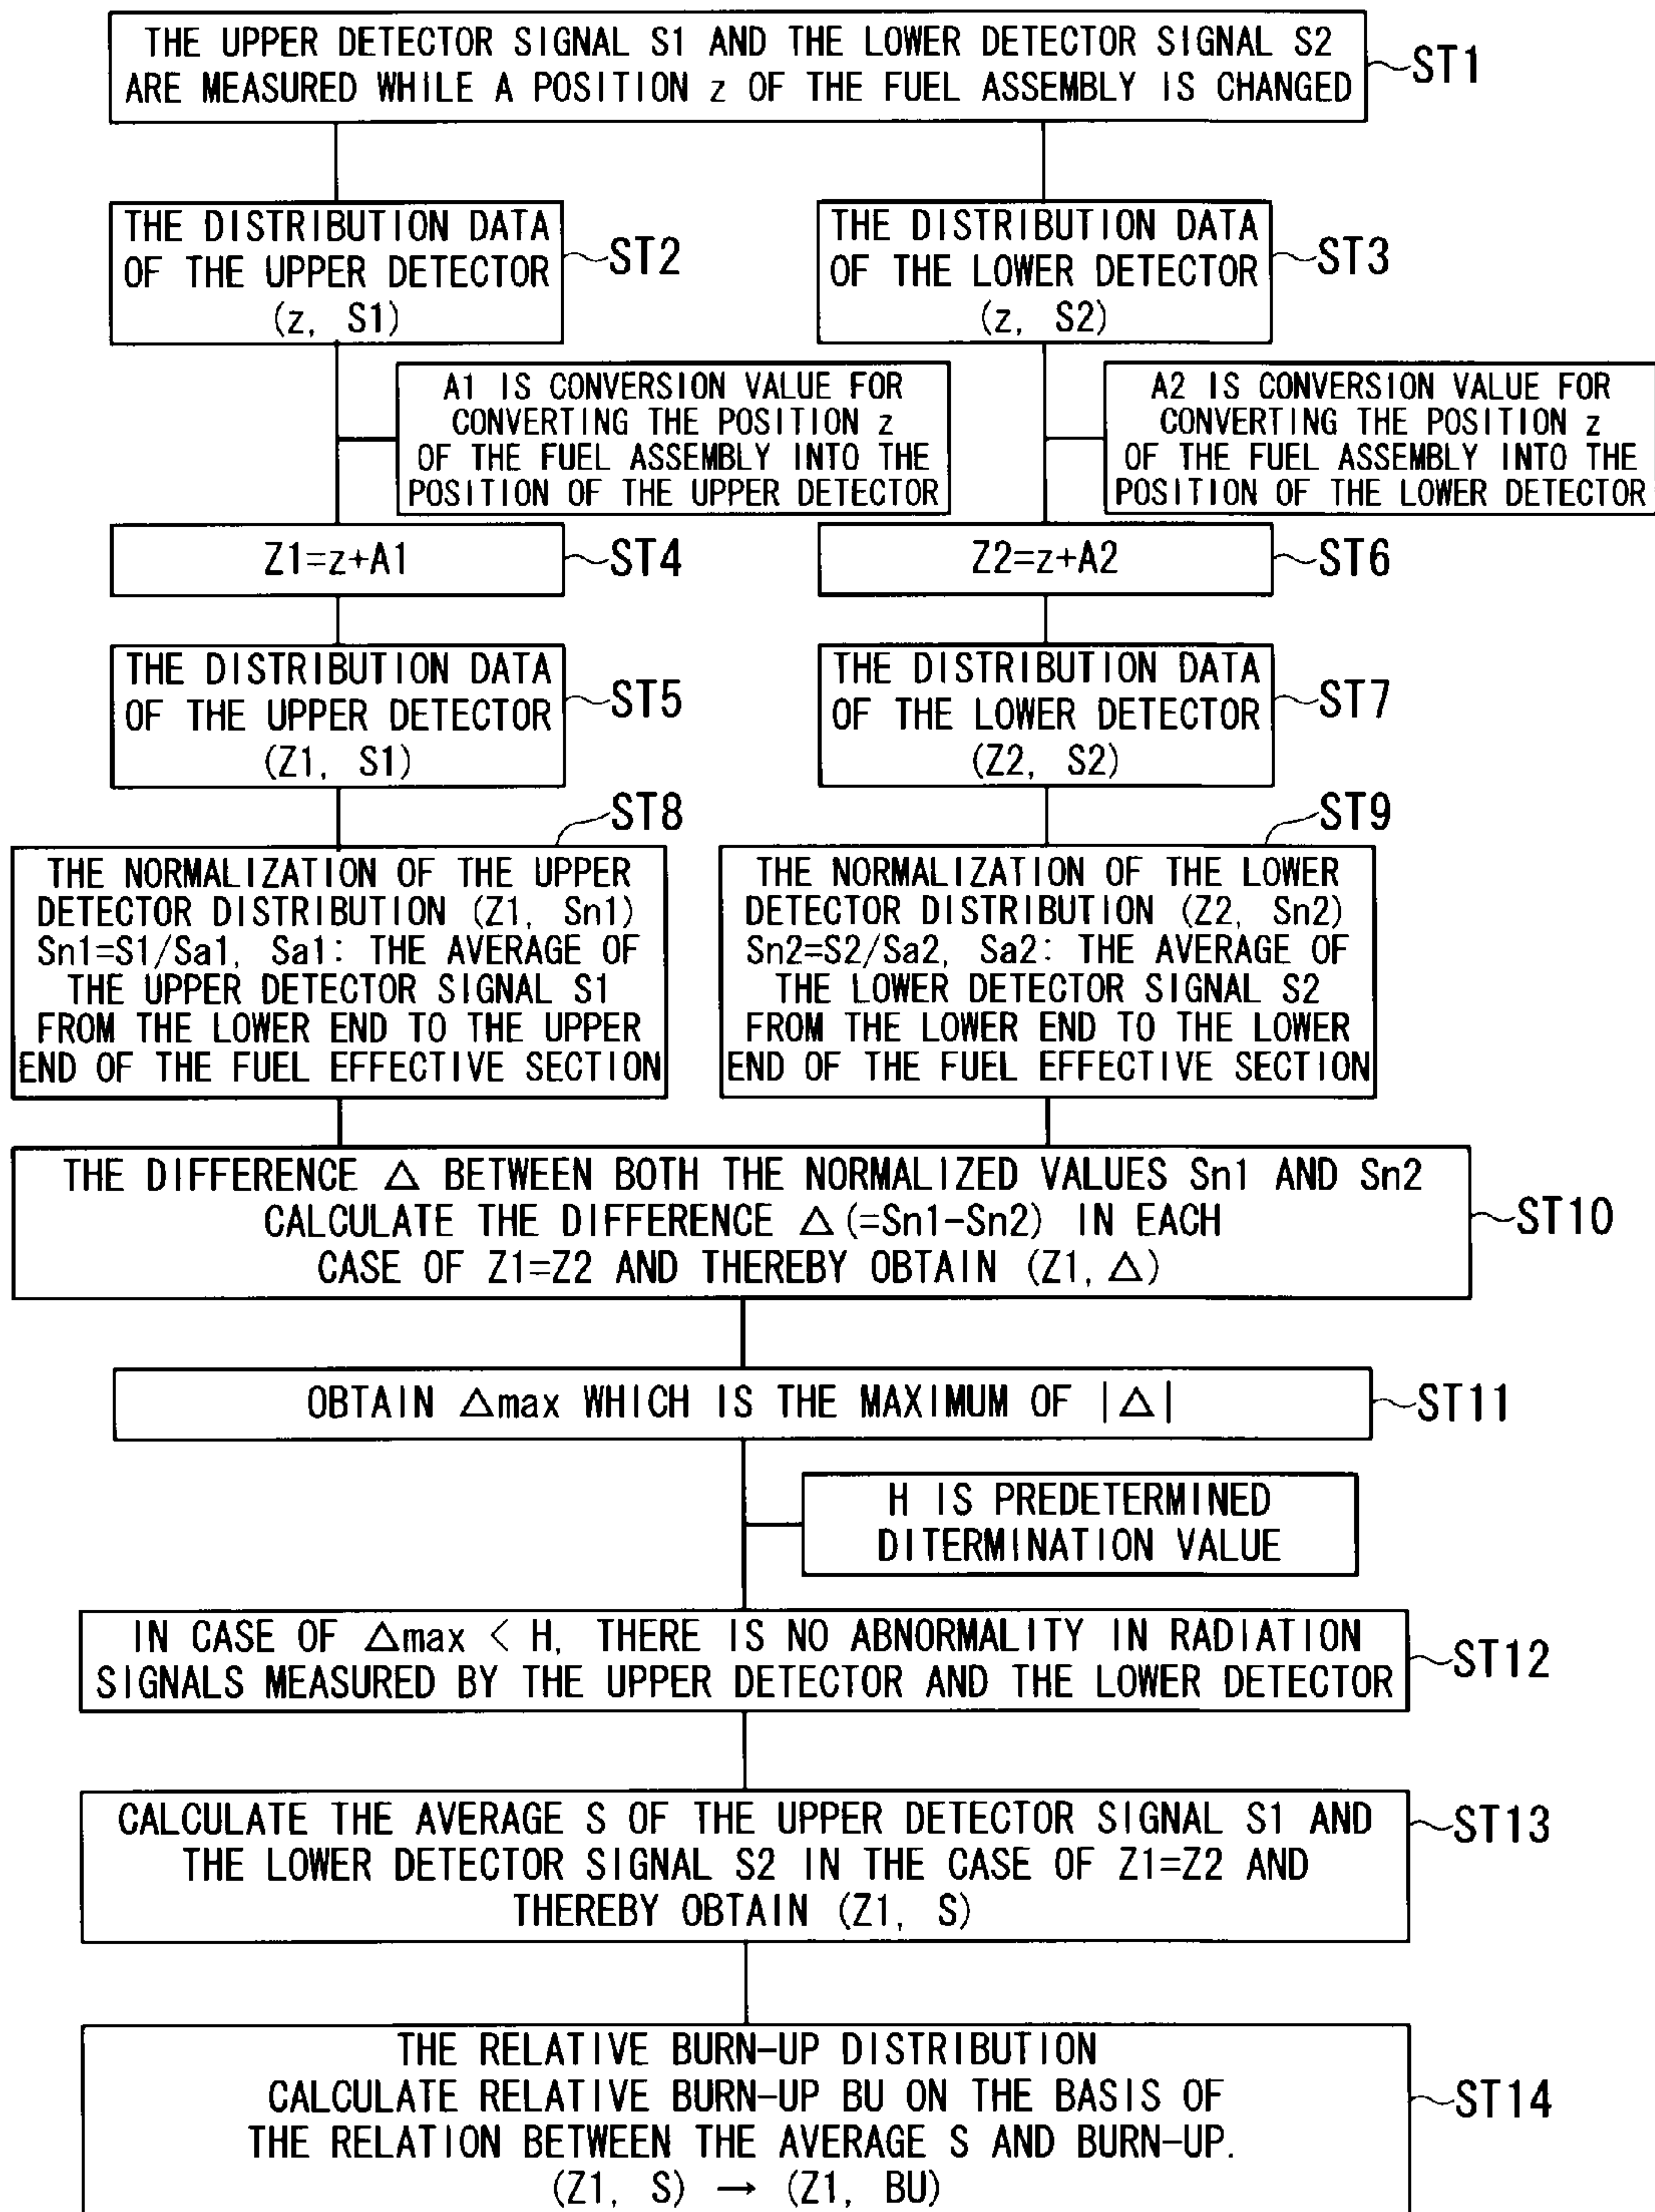 THE UPPER DETECTOR SIGNAL S1 AND THE LOWER DETECTOR SIGNAL S2
ARE MEASURED WHILE A POSITION z OF THE FUEL ASSEMBLY IS CHANGED
ST1
THE DISTRIBUTION DATA
OF THE UPPER DETECTOR
(z, S1)
ST2
THE DISTRIBUTION DATA
OF THE LOWER DETECTOR
(z, S2)
ST3
A1 IS CONVERSION VALUE FOR
CONVERTING THE POSITION z
OF THE FUEL ASSEMBLY INTO THE
POSITION OF THE UPPER DETECTOR
A2 IS CONVERSION VALUE FOR
CONVERTING THE POSITION z
OF THE FUEL ASSEMBLY INTO THE
POSITION OF THE LOWER DETECTOR
Z1=z+A1
ST4
Z2=z+A2
ST6
THE DISTRIBUTION DATA
OF THE UPPER DETECTOR
(Z1, S1)
ST5
THE DISTRIBUTION DATA
OF THE LOWER DETECTOR
(Z2, S2)
ST7
ST8
THE NORMALIZATION OF THE UPPER
DETECTOR DISTRIBUTION (Z1, Sn1)
Sn1=S1/Sa1, Sa1: THE AVERAGE OF
THE UPPER DETECTOR SIGNAL S1
FROM THE LOWER END TO THE UPPER
END OF THE FUEL EFFECTIVE SECTION
ST9
THE NORMALIZATION OF THE LOWER
DETECTOR DISTRIBUTION (Z2, Sn2)
Sn2=S2/Sa2, Sa2: THE AVERAGE OF
THE LOWER DETECTOR SIGNAL S2
FROM THE LOWER END TO THE LOWER
END OF THE FUEL EFFECTIVE SECTION
THE DIFFERENCE △ BETWEEN BOTH THE NORMALIZED VALUES Sn1 AND Sn2
CALCULATE THE DIFFERENCE △(=Sn1-Sn2) IN EACH
CASE OF Z1=Z2 AND THEREBY OBTAIN (Z1, △)
ST10
OBTAIN △max WHICH IS THE MAXIMUM OF |△|
ST11
H IS PREDETERMINED
DITERMINATION VALUE
IN CASE OF △max < H, THERE IS NO ABNORMALITY IN RADIATION
SIGNALS MEASURED BY THE UPPER DETECTOR AND THE LOWER DETECTOR
ST12
CALCULATE THE AVERAGE S OF THE UPPER DETECTOR SIGNAL S1 AND
THE LOWER DETECTOR SIGNAL S2 IN THE CASE OF Z1=Z2 AND
THEREBY OBTAIN (Z1, S)
ST13
THE RELATIVE BURN-UP DISTRIBUTION
CALCULATE RELATIVE BURN-UP BU ON THE BASIS OF
THE RELATION BETWEEN THE AVERAGE S AND BURN-UP.
(Z1, S) → (Z1, BU)
ST14